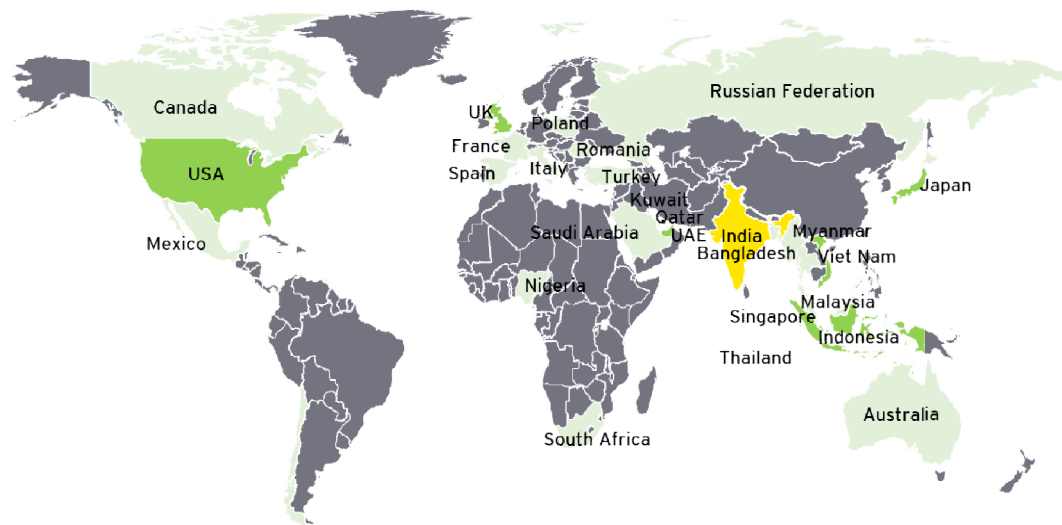 Canada
Russian Federation
UK
Poland
France
Romania
USA
Spain
Italy
Turkey
Japan
Kuwait
Qatar
Mexico
Saudi Arabia
UAE
India
Myanmar
Bangladesh
Viet Nam
Nigeria
Malaysia
Singapore
Indonesia
Thailand
Australia
South Africa